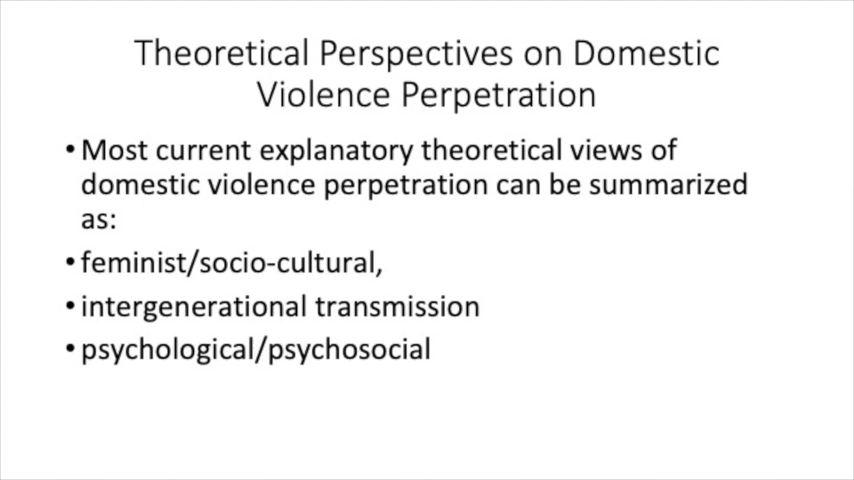 Theoretical Perspectives on Domestic
Violence Perpetration
• Most current explanatory theoretical views of
domestic violence perpetration can be summarized
as:
• feminist/socio-cultural,
• intergenerational transmission
• psychological/psychosocial